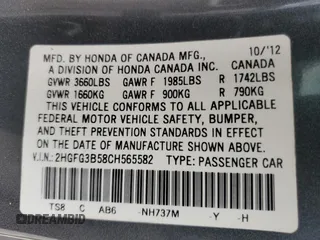 MFD. BY HONDA OF CANADA MFG., 10/'12
A DIVISION OF HONDA CANADA INC. CANADA
GVWR 3660LBS GAWR F 1985LBS R 1742LBS
GVWR 1660KG GAWR F 900KG R 790KG
THIS VEHICLE CONFORMS TO ALL APPLICABLE
FEDERAL MOTOR VEHICLE SAFETY, BUMPER,
AND THEFT PREVENTION STANDARDS IN EFFECT
ON THE DATE OF MANUFACTURE SHOWN ABOVE.
V.I.N. 2HGFG3B58CH565582 TYPE: PASSENGER CAR
TS8 C AB6 NH737M Y H
DREAMBID